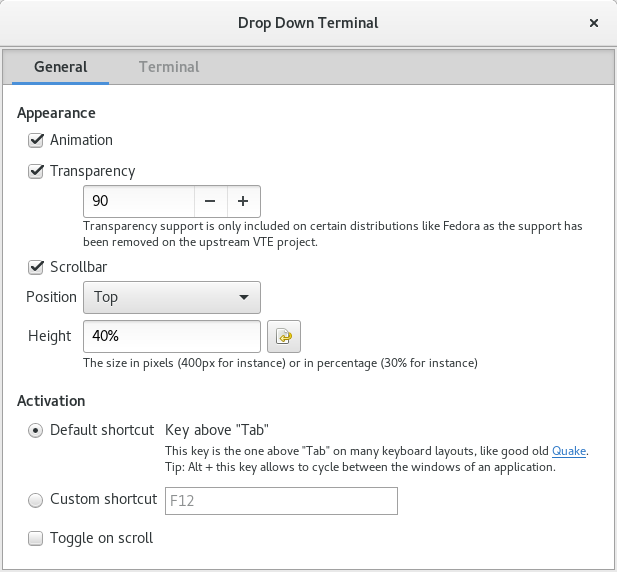 Drop Down Terminal
General Terminal
Appearance
Animation
Transparency
90
Transparency support is only included on certain distributions like Fedora as the support has
been removed on the upstream VTE project.
Scrollbar
Position Top
Height 40%
The size in pixels (400px for instance) or in percentage (30% for instance)
Activation
Default shortcut Key above "Tab"
This key is the one above "Tab" on many keyboard layouts, like good old Quake.
Tip: Alt + this key allows to cycle between the windows of an application.
Custom shortcut F12
Toggle on scroll